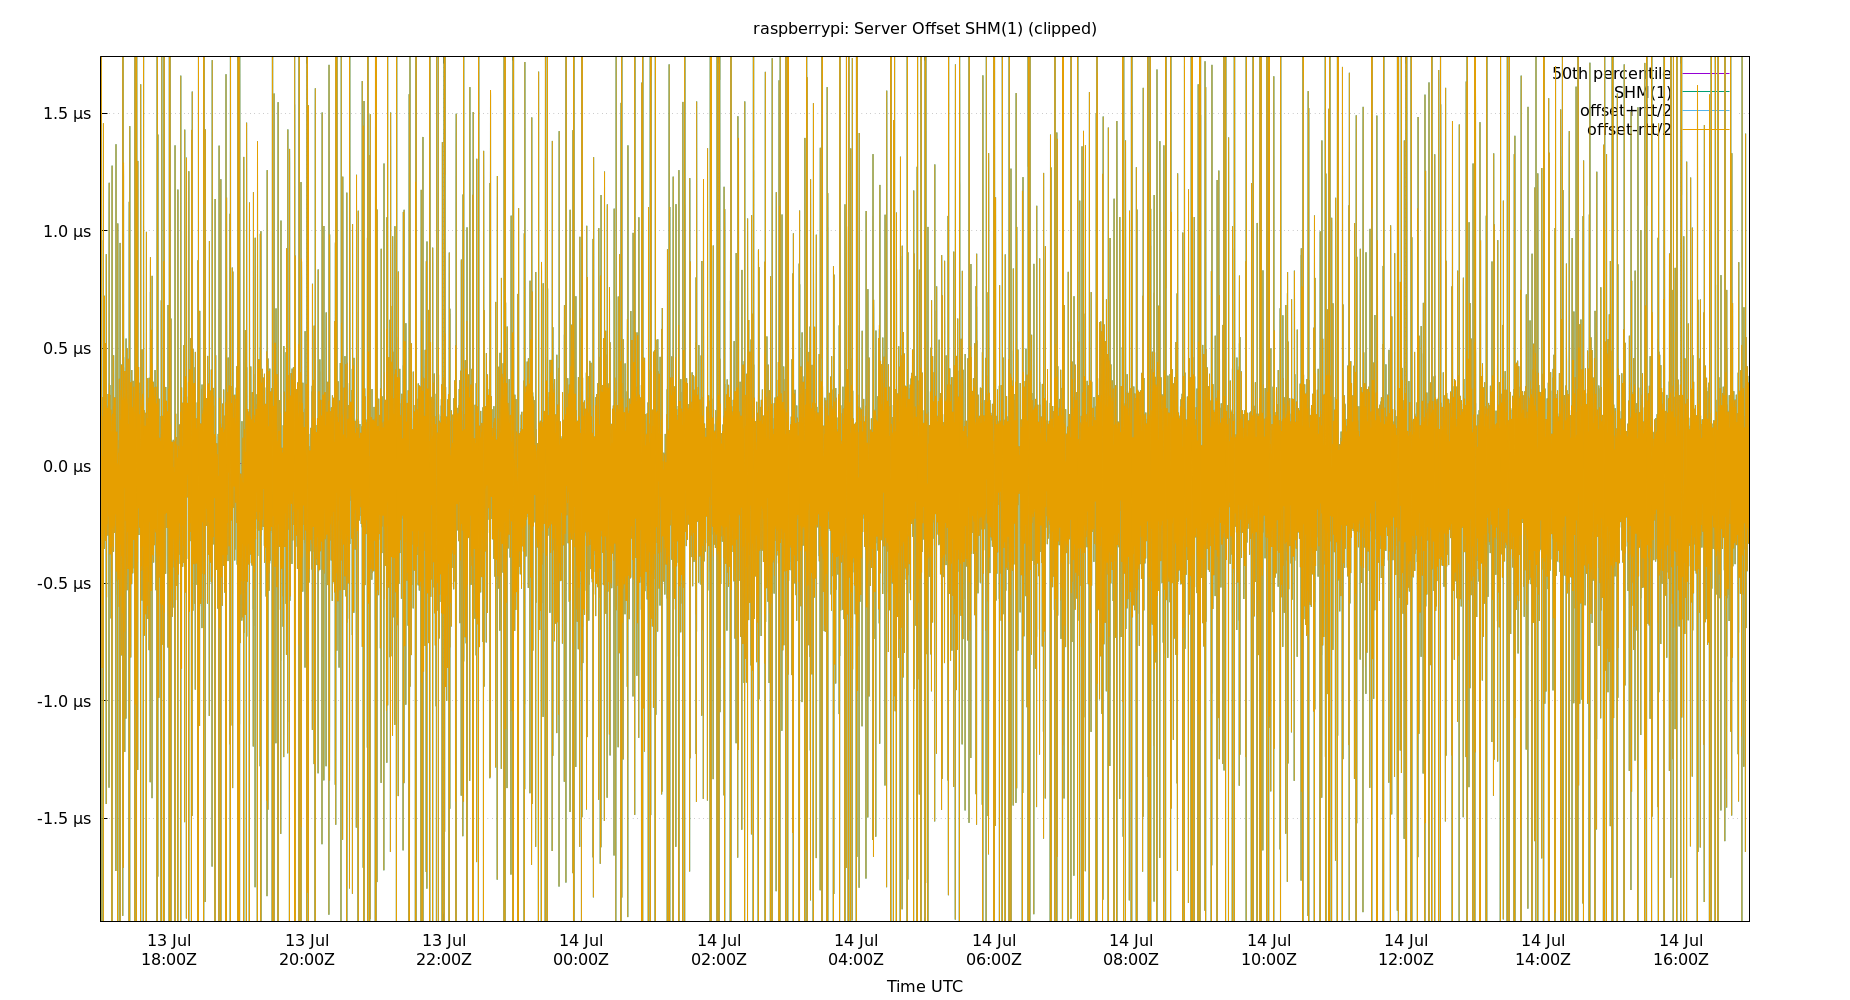 raspberrypi: Server Offset SHM(1) (clipped)
50th percentile
SHM(1)
offset+rtt/2
offset-rtt/2
1.5 µs
1.0 µs
0.5 µs
0.0 µs
-0.5 µs
-1.0 µs
-1.5 µs
13 Jul 13 Jul 13 Jul 14 Jul 14 Jul 14 Jul 14 Jul 14 Jul 14 Jul 14 Jul 14 Jul 14 Jul
18:00Z 20:00Z 22:00Z 00:00Z 02:00Z 04:00Z 06:00Z 08:00Z 10:00Z 12:00Z 14:00Z 16:00Z
Time UTC